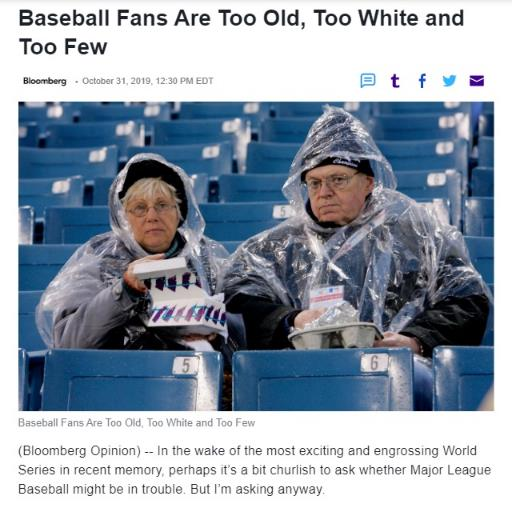 Baseball Fans Are Too Old, Too White and
Too Few
Bloomberg • October 31, 2019, 12:30 PM EDT
5
6
Baseball Fans Are Too Old, Too White and Too Few
(Bloomberg Opinion) -- In the wake of the most exciting and engrossing World
Series in recent memory, perhaps it's a bit churlish to ask whether Major League
Baseball might be in trouble. But I'm asking anyway.